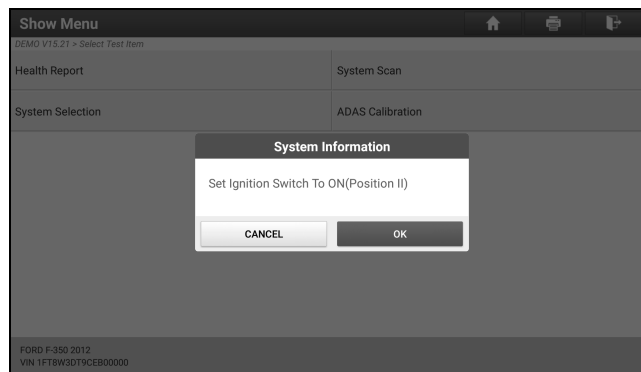 Show Menu
DEMO V15.21 > Select Test Item
Health Report
System Scan
System Selection
ADAS Calibration
System Information
Set Ignition Switch To ON(Position II)
CANCEL
OK
FORD F-350 2012
VIN 1FT8W3DT9CEB00000